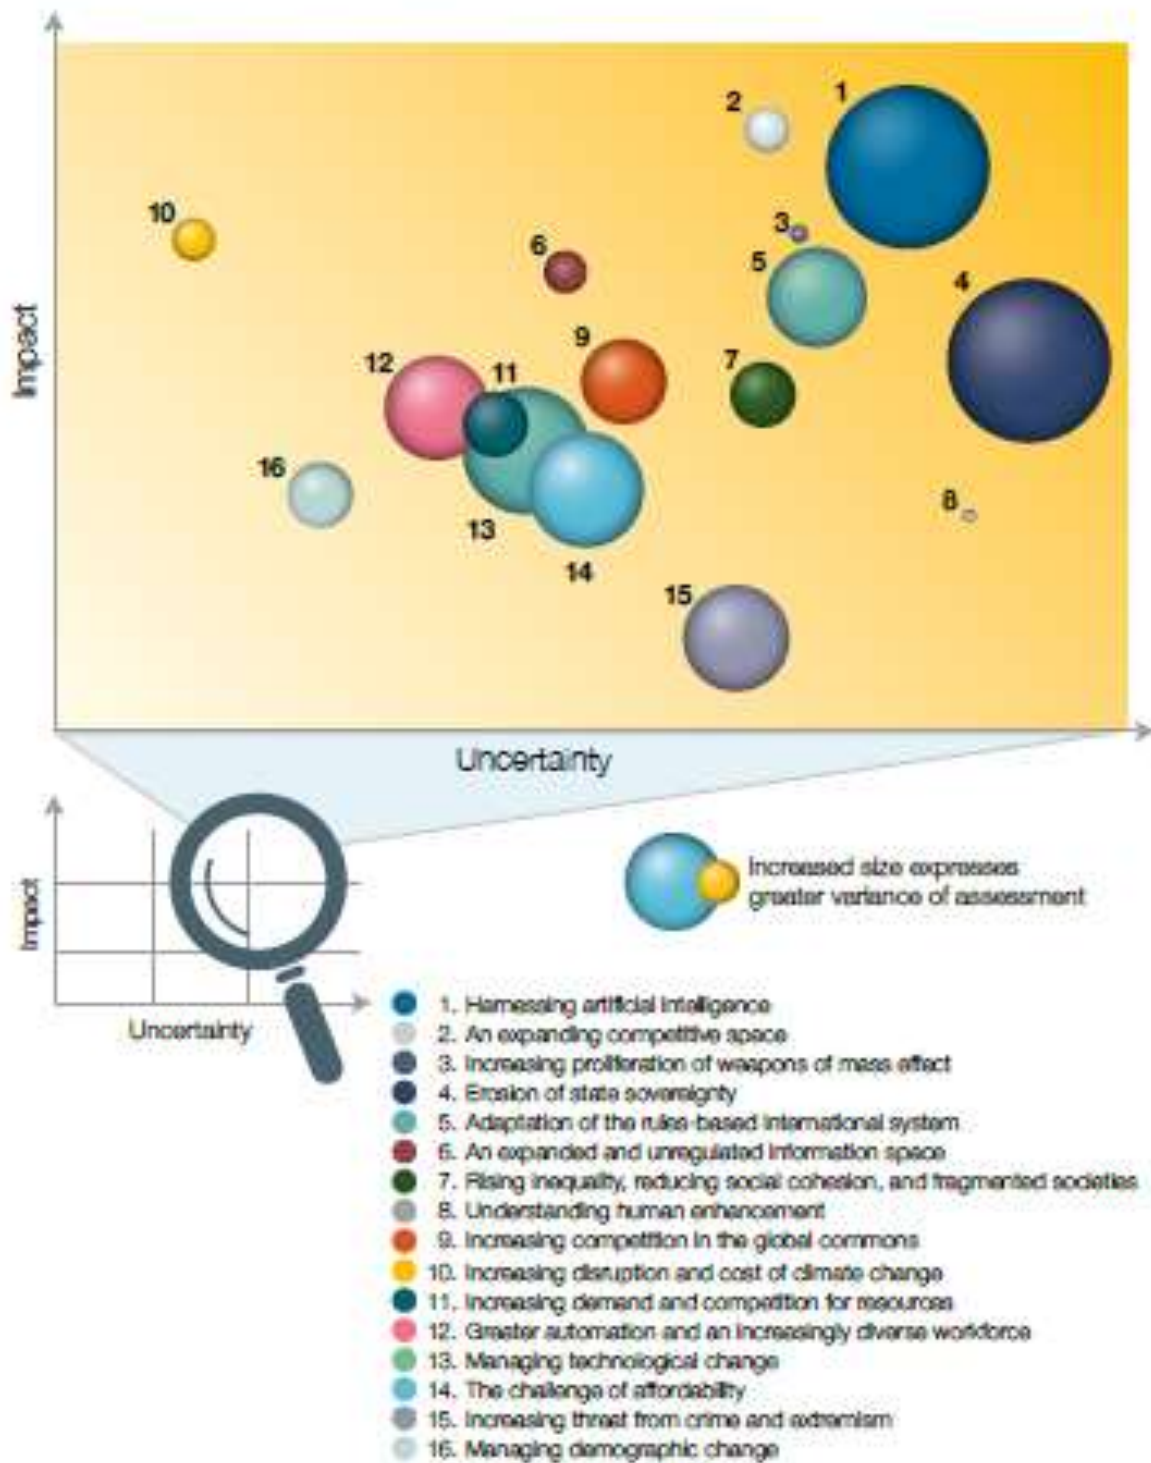 2
1
10
3
6
5
4
Impact
9
7
12
11
16
8
13
14
15
Uncertainty
Increased size expresses
greater variance of assessment
Impact
Uncertainty
1. Harnessing artificial intelligence
2. An expanding competitive space
3. Increasing proliferation of weapons of mass effect
4. Erosion of state sovereignty
5. Adaptation of the rules-based international system
6. An expanded and unregulated information space
7. Rising inequality, reducing social cohesion, and fragmented societies
8. Understanding human enhancement
9. Increasing competition in the global commons
10. Increasing disruption and cost of climate change
11. Increasing demand and competition for resources
12. Greater automation and an increasingly diverse workforce
13. Managing technological change
14. The challenge of affordability
15. Increasing threat from crime and extremism
16. Managing demographic change